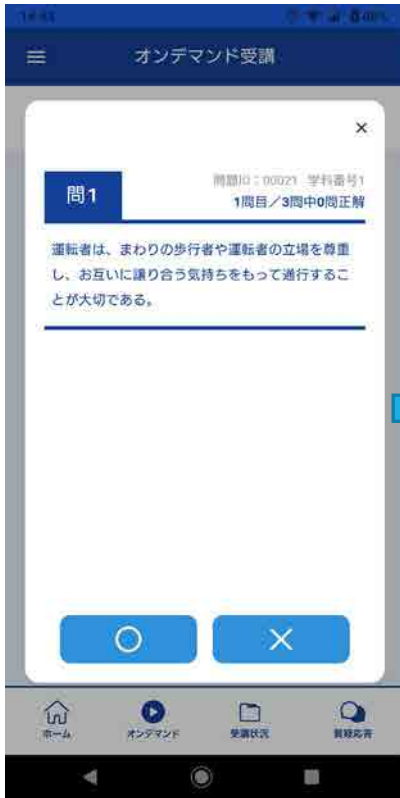 オンデマンド受講
×
問題ID：00021 学科番号1
問1
1問目／3問中0問正解
運転者は、まわりの歩行者や運転者の立場を尊重
し、お互いに譲り合う気持ちをもって通行するこ
とが大切である。
ホーム オンデマンド 受講状況 質疑応答